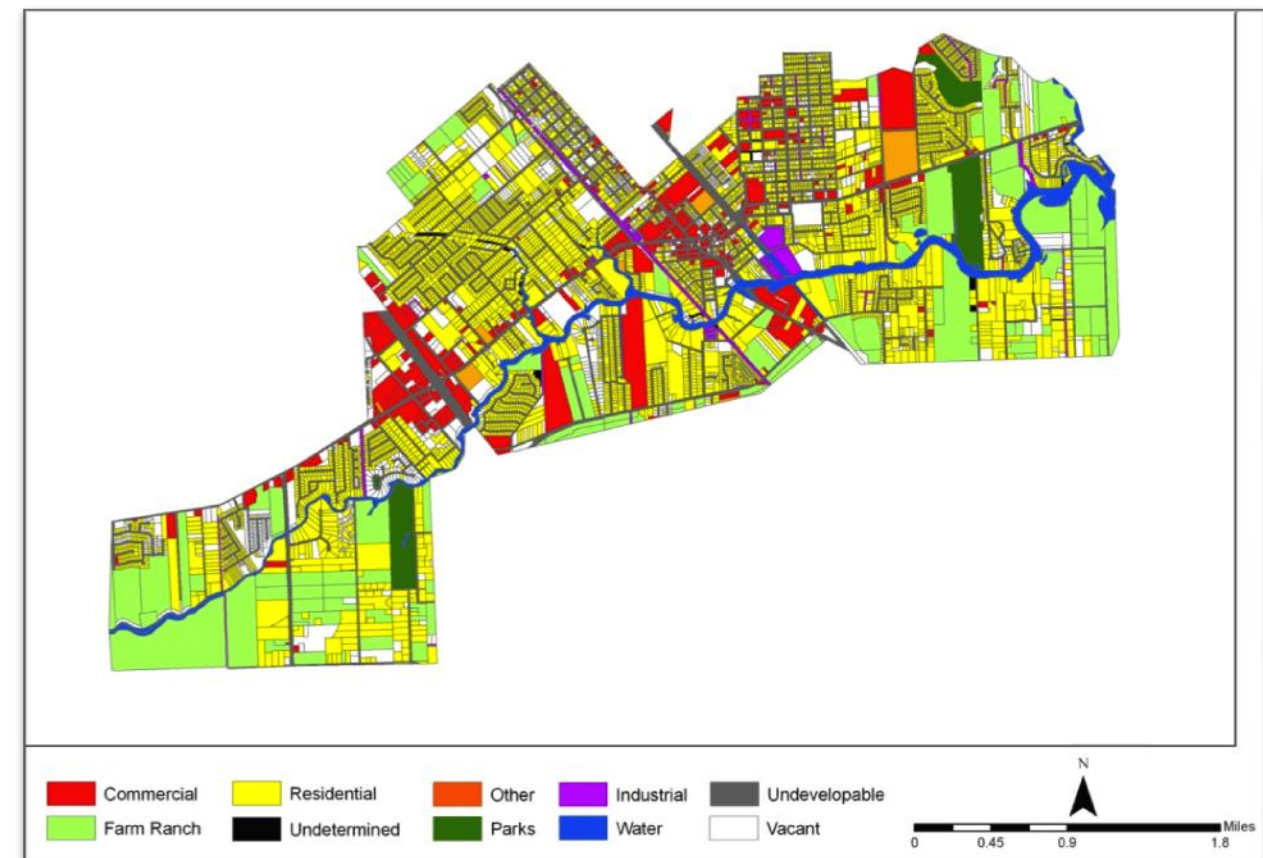 Commercial Residential Other Industrial Undevelopable
Farm Ranch Undetermined Parks Water Vacant
N
Miles
0 0.45 0.9 1.8